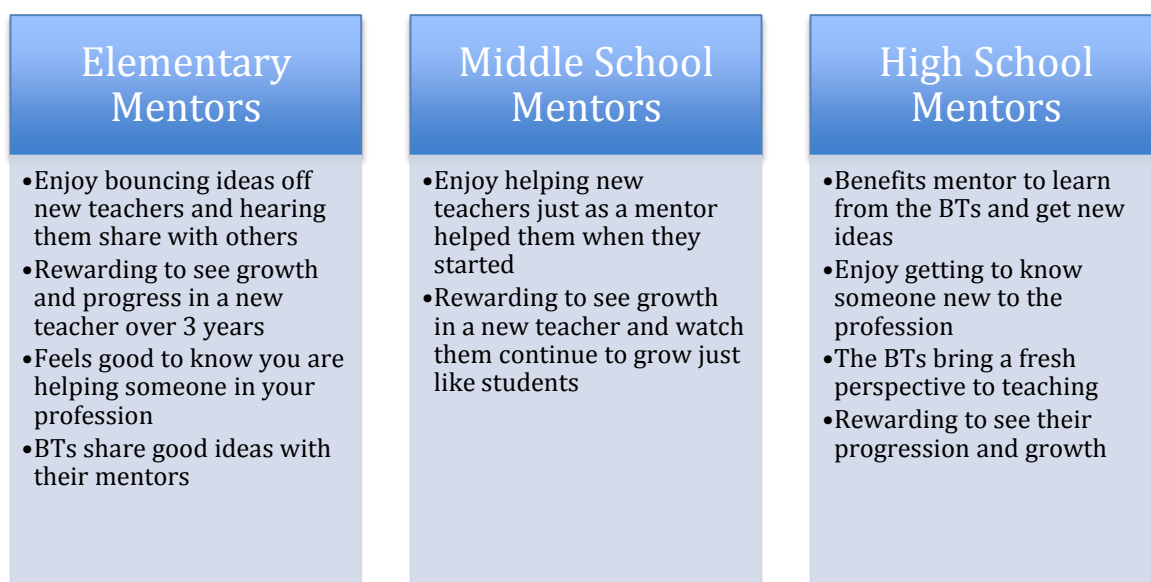 Elementary
Mentors
•Enjoy bouncing ideas off
new teachers and hearing
them share with others
•Rewarding to see growth
and progress in a new
teacher over 3 years
•Feels good to know you are
helping someone in your
profession
•BTs share good ideas with
their mentors
Middle School
Mentors
•Enjoy helping new
teachers just as a mentor
helped them when they
started
•Rewarding to see growth
in a new teacher and watch
them continue to grow just
like students
High School
Mentors
•Benefits mentor to learn
from the BTs and get new
ideas
•Enjoy getting to know
someone new to the
profession
•The BTs bring a fresh
perspective to teaching
•Rewarding to see their
progression and growth